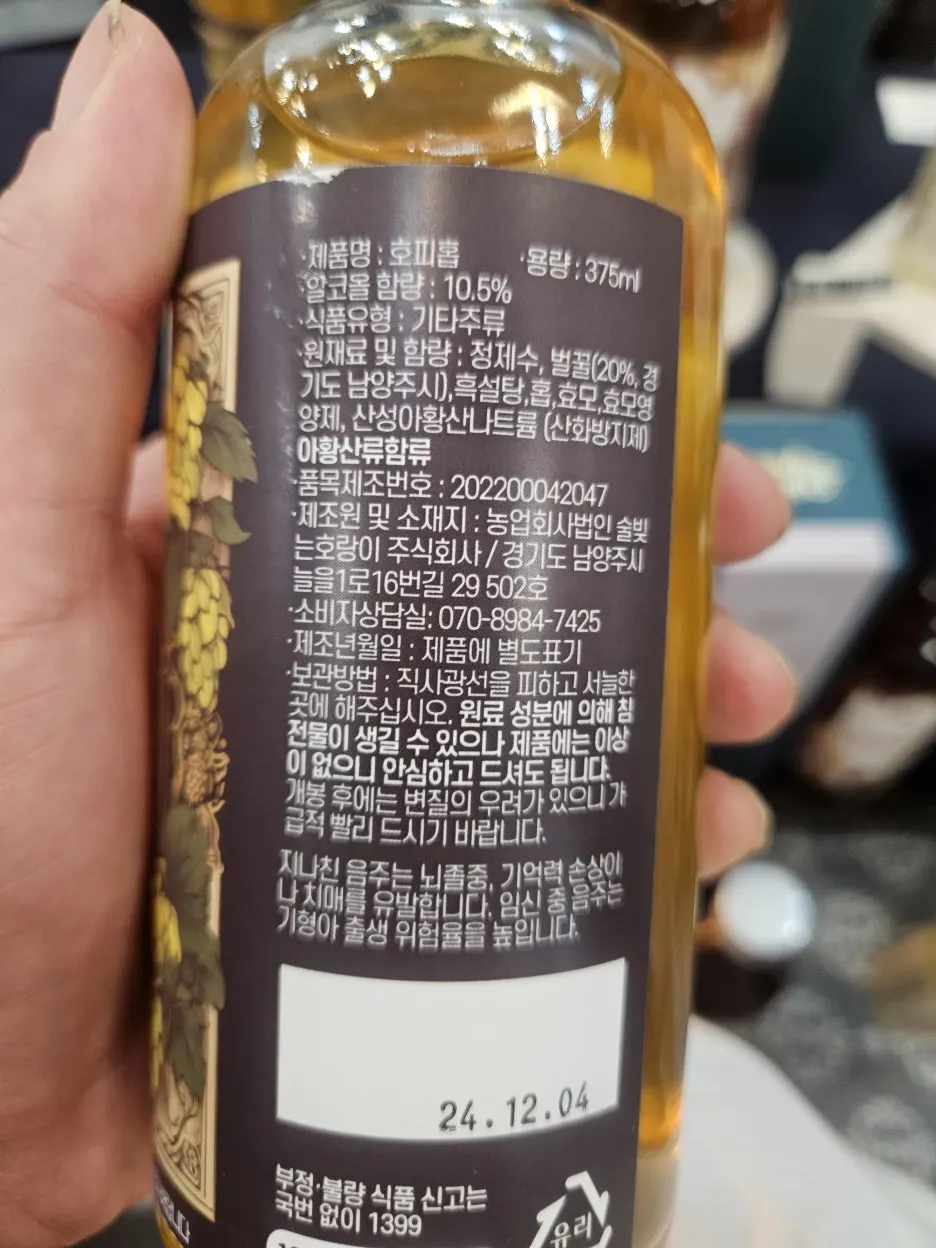 ·제품명 : 호피홉 ·용량 : 375ml
·알코올 함량 : 10.5%
·식품유형 : 기타주류
·원재료 및 함량 : 정제수, 벌꿀(20%, 경
기도 남양주시),흑설탕,홉,효모,효모영
양제, 산성아황산나트륨 (산화방지제)
아황산류함류
·품목제조번호 : 202200042047
·제조원 및 소재지 : 농업회사법인 술빚
는호랑이 주식회사 / 경기도 남양주시
늘을1로16번길 29 502호
·소비자상담실: 070-8984-7425
·제조년월일 : 제품에 별도표기
·보관방법 : 직사광선을 피하고 서늘한
곳에 해주십시오. 원료 성분에 의해 침
전물이 생길 수 있으나 제품에는 이상
이 없으니 안심하고 드셔도 됩니다.
개봉 후에는 변질의 우려가 있으니 가
급적 빨리 드시기 바랍니다.
지나친 음주는 뇌졸중, 기억력 손상이
나 치매를 유발합니다. 임신 중 음주는
기형아 출생 위험율을 높입니다.
24.12.04
부정·불량 식품 신고는
국번 없이 1399
유리